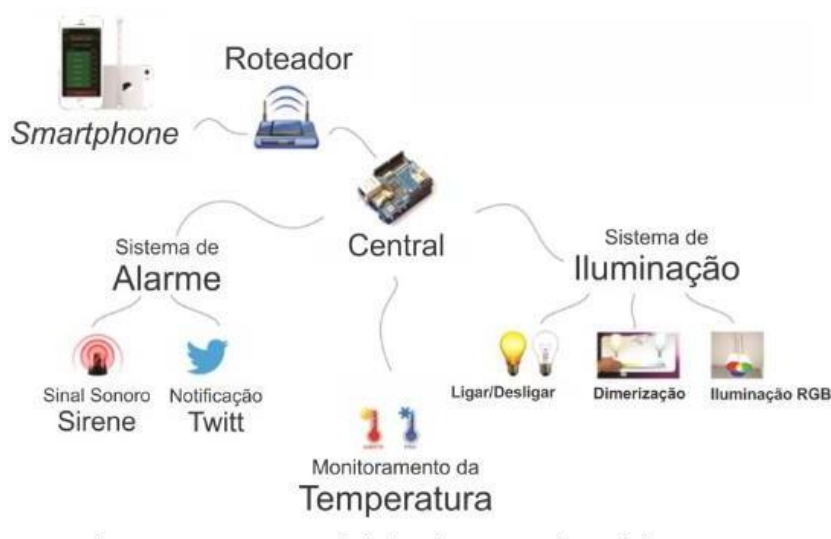 Roteador
Smartphone
Central
Sistema de
Alarme
Sistema de
Iluminação
Sinal Sonoro
Sirene
Notificação
Twitt
Ligar/Desligar
Dimerização
Iluminação RGB
Monitoramento da
Temperatura